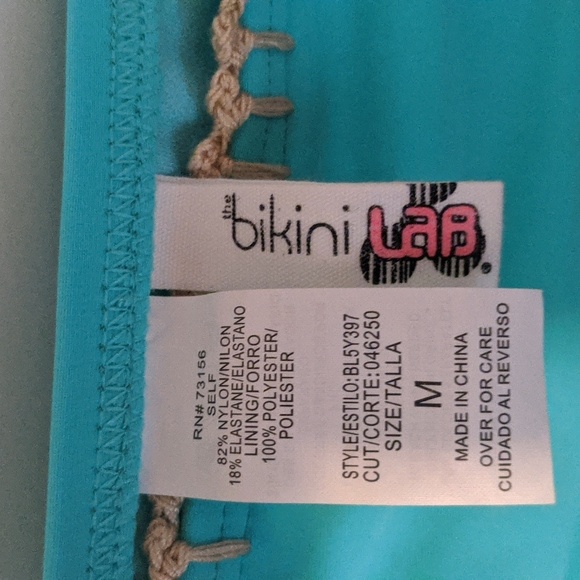 the bikini LAB
RN# 73156
SELF
82% NYLON/NILON
18% ELASTANE/ELASTANO
LINING/FORRO
100% POLYESTER/
POLIESTER
STYLE/ESTILO:BL5Y397
CUT/CORTE:046250
SIZE/TALLA
M
MADE IN CHINA
OVER FOR CARE
CUIDADO AL REVERSO